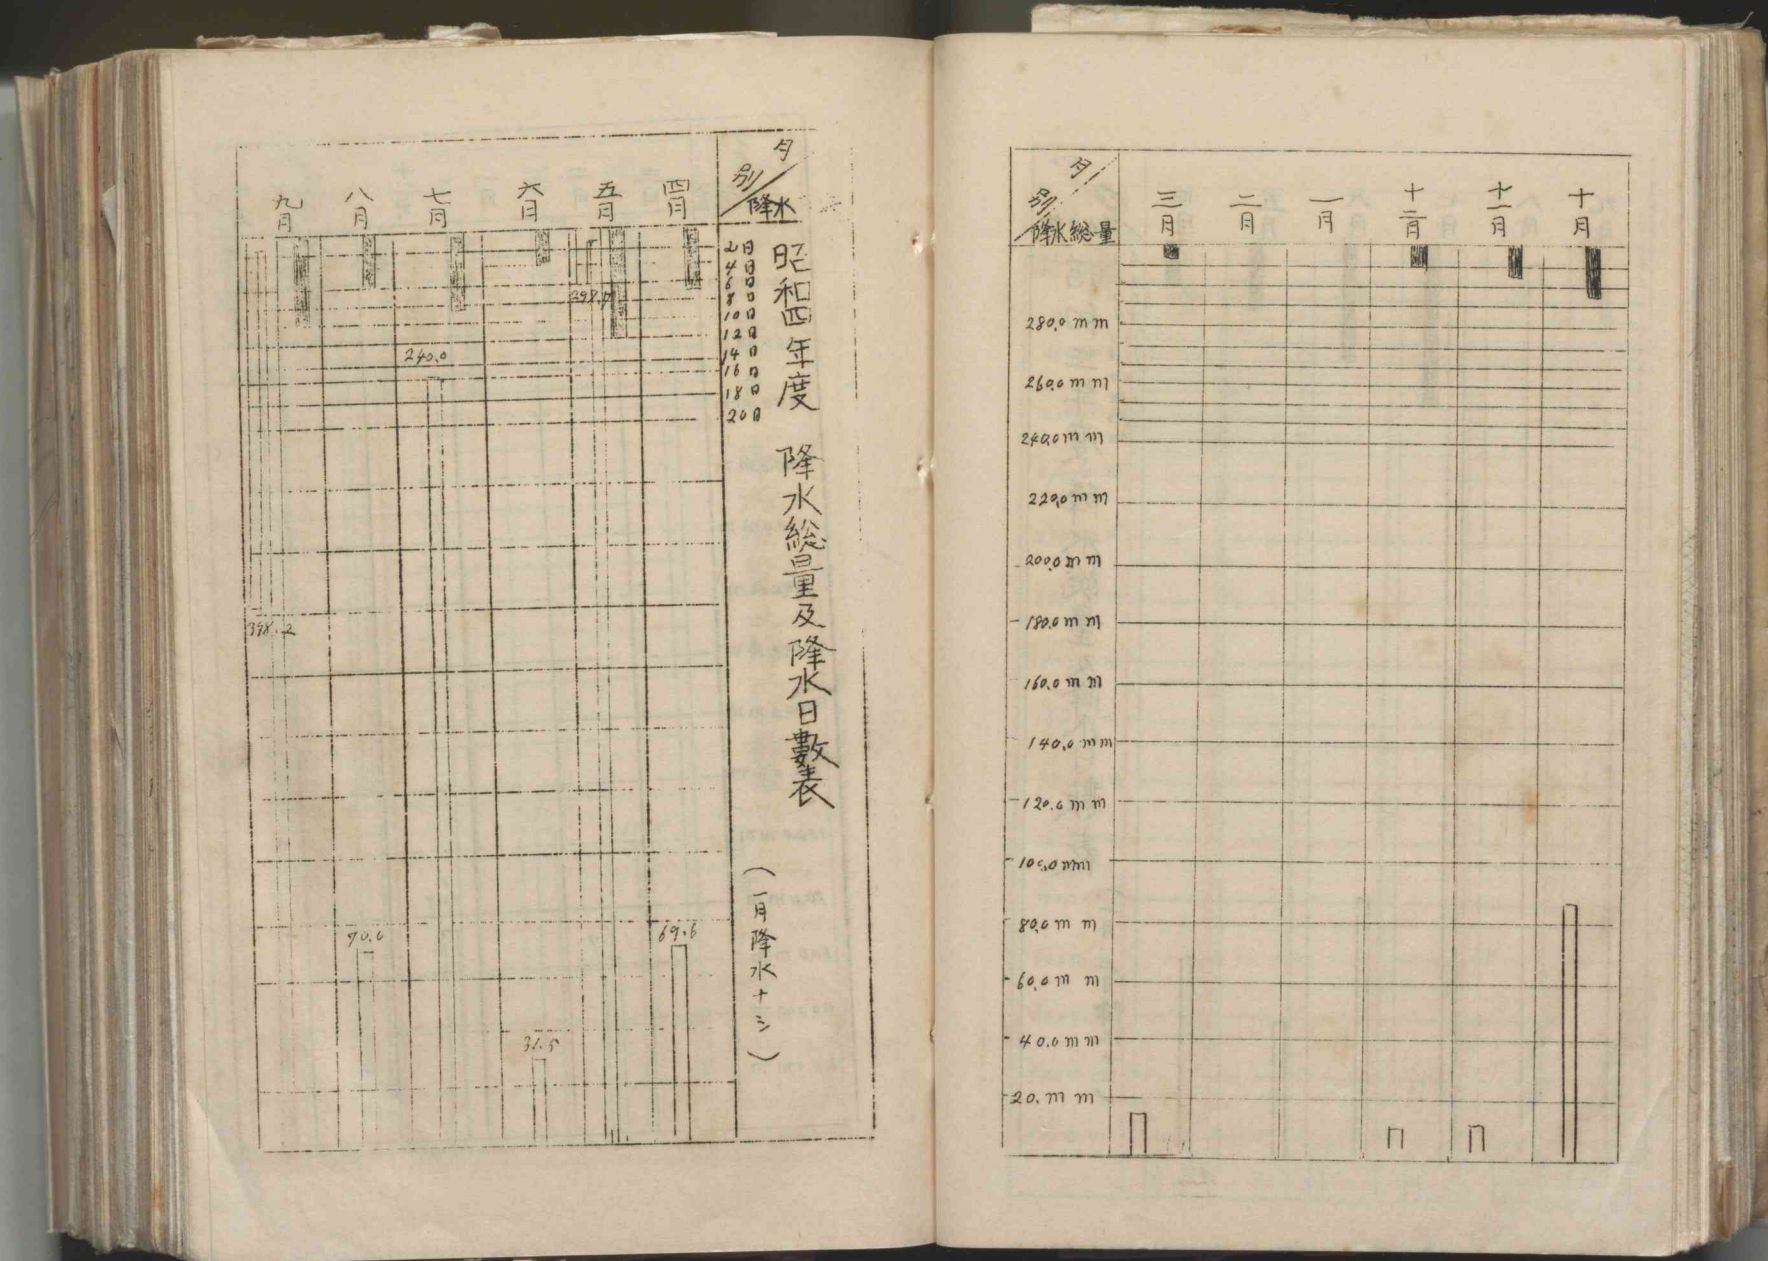 昭和四年度 降水総量及降水日數表
(一月降水ナシ)
月
別
降水
四月
五月
六月
七月
八月
九月
2日
4日
6日
8日
10日
12日
14日
16日
18日
20日
240.0
398.2
69.6
31.5
70.0
十月
十一月
十二月
一月
二月
三月
月
別
降水総量
280.0 mm
260.0 mm
240.0 mm
220.0 mm
200.0 mm
180.0 mm
160.0 mm
140.0 mm
120.0 mm
100.0 mm
80.0 mm
60.0 mm
40.0 mm
20. mm